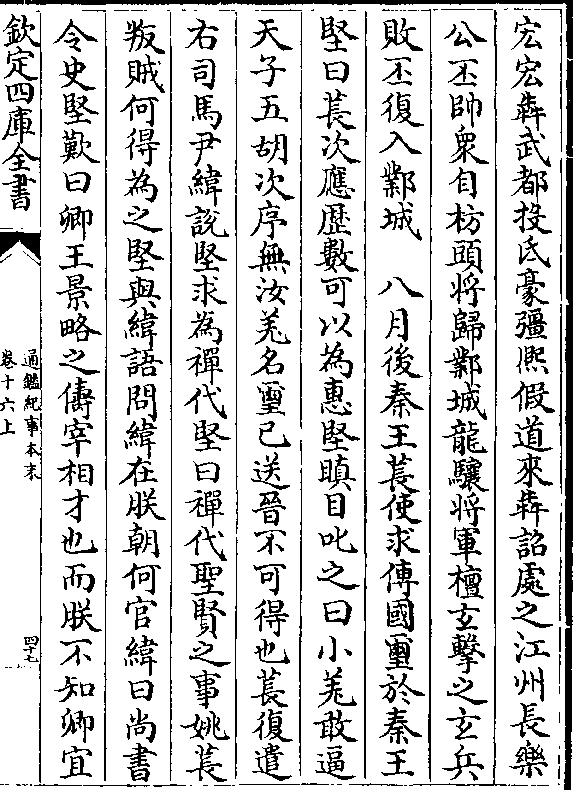 宏宏犇武都投氐豪彊熙假道來犇詔處之江州長樂
公丕帥衆自枋頭將歸鄴城龍驤將軍檀玄擊之玄兵
敗丕復入鄴城　八月後秦王萇使求傳國璽於秦王
堅曰萇次應歷數可以為惠堅瞋目叱之曰小羌敢逼
天子五胡次序無汝羌名璽已送晉不可得也萇復遣
右司馬尹緯說堅求為禪代堅曰禪代聖賢之事姚萇
叛賊何得為之堅與緯語問緯在朕朝何官緯曰尚書
令史堅歎曰卿王景略之儔宰相才也而朕不知卿宜
欽定四庫全書
通鑑紀事本末
卷十六上
四十七